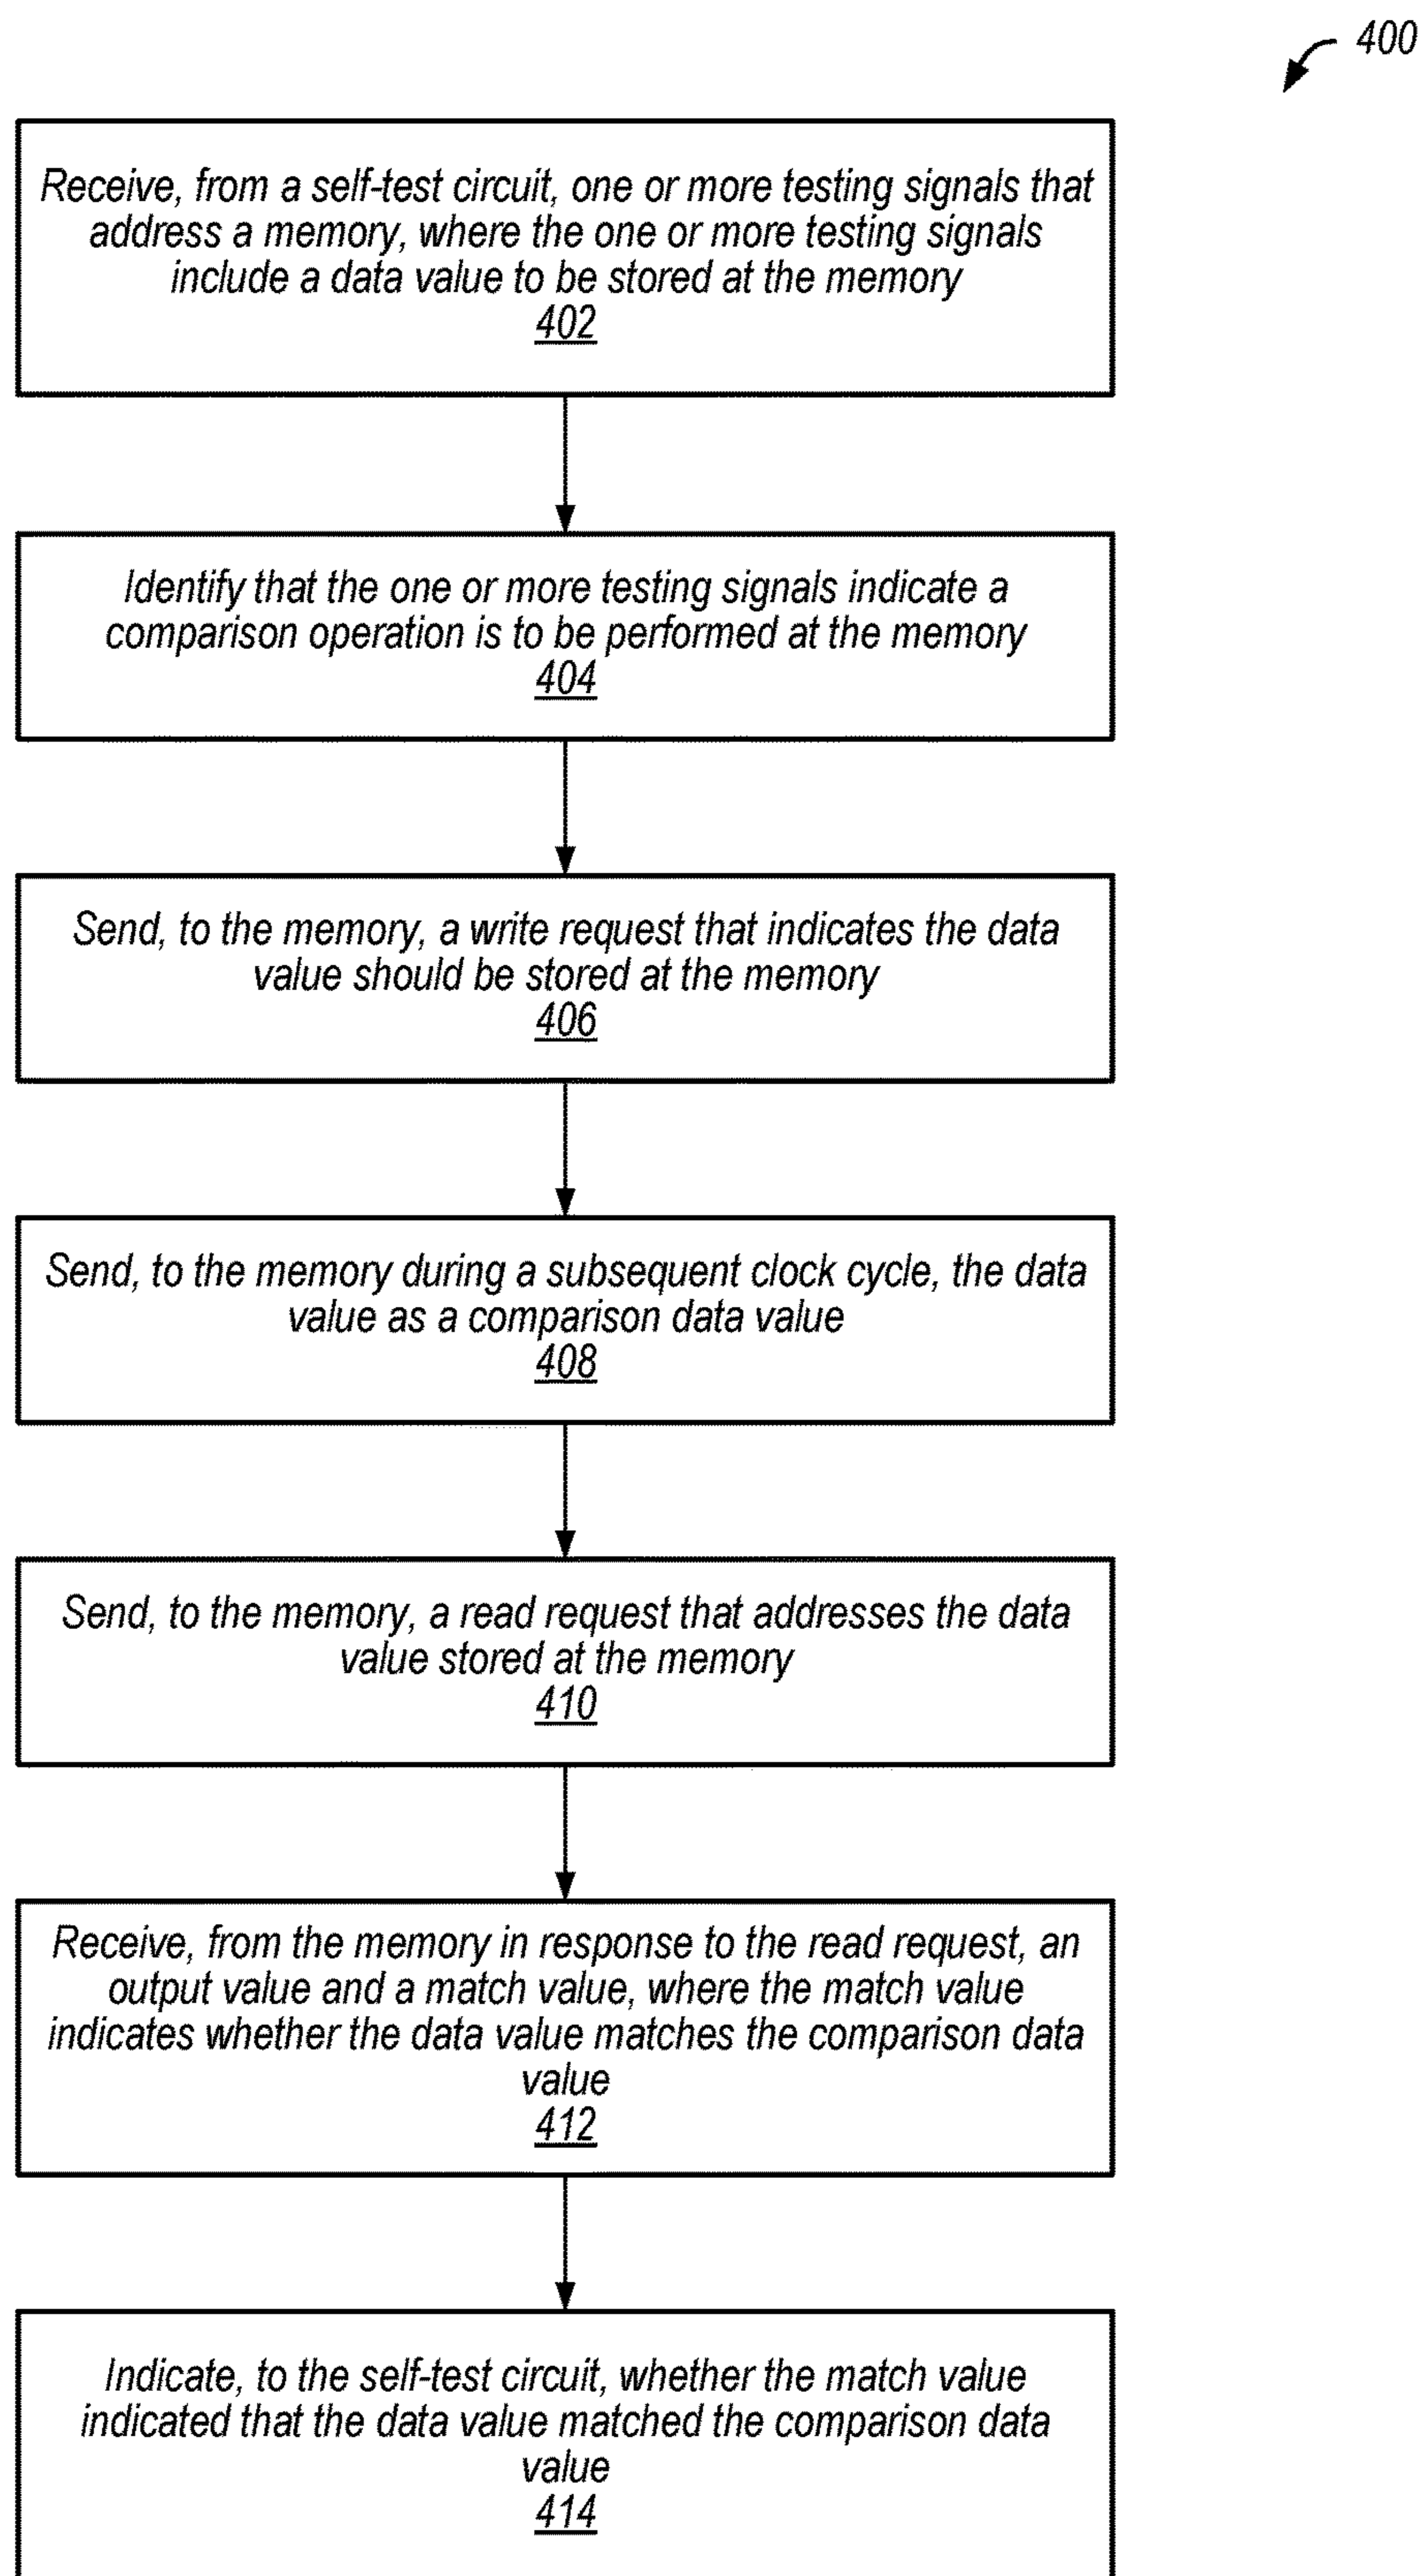 400
Receive, from a self-test circuit, one or more testing signals that
address a memory, where the one or more testing signals
include a data value to be stored at the memory
402
Identify that the one or more testing signals indicate a
comparison operation is to be performed at the memory
404
Send, to the memory, a write request that indicates the data
value should be stored at the memory
406
Send, to the memory during a subsequent clock cycle, the data
value as a comparison data value
408
Send, to the memory, a read request that addresses the data
value stored at the memory
410
Receive, from the memory in response to the read request, an
output value and a match value, where the match value
indicates whether the data value matches the comparison data
value
412
Indicate, to the self-test circuit, whether the match value
indicated that the data value matched the comparison data
value
414